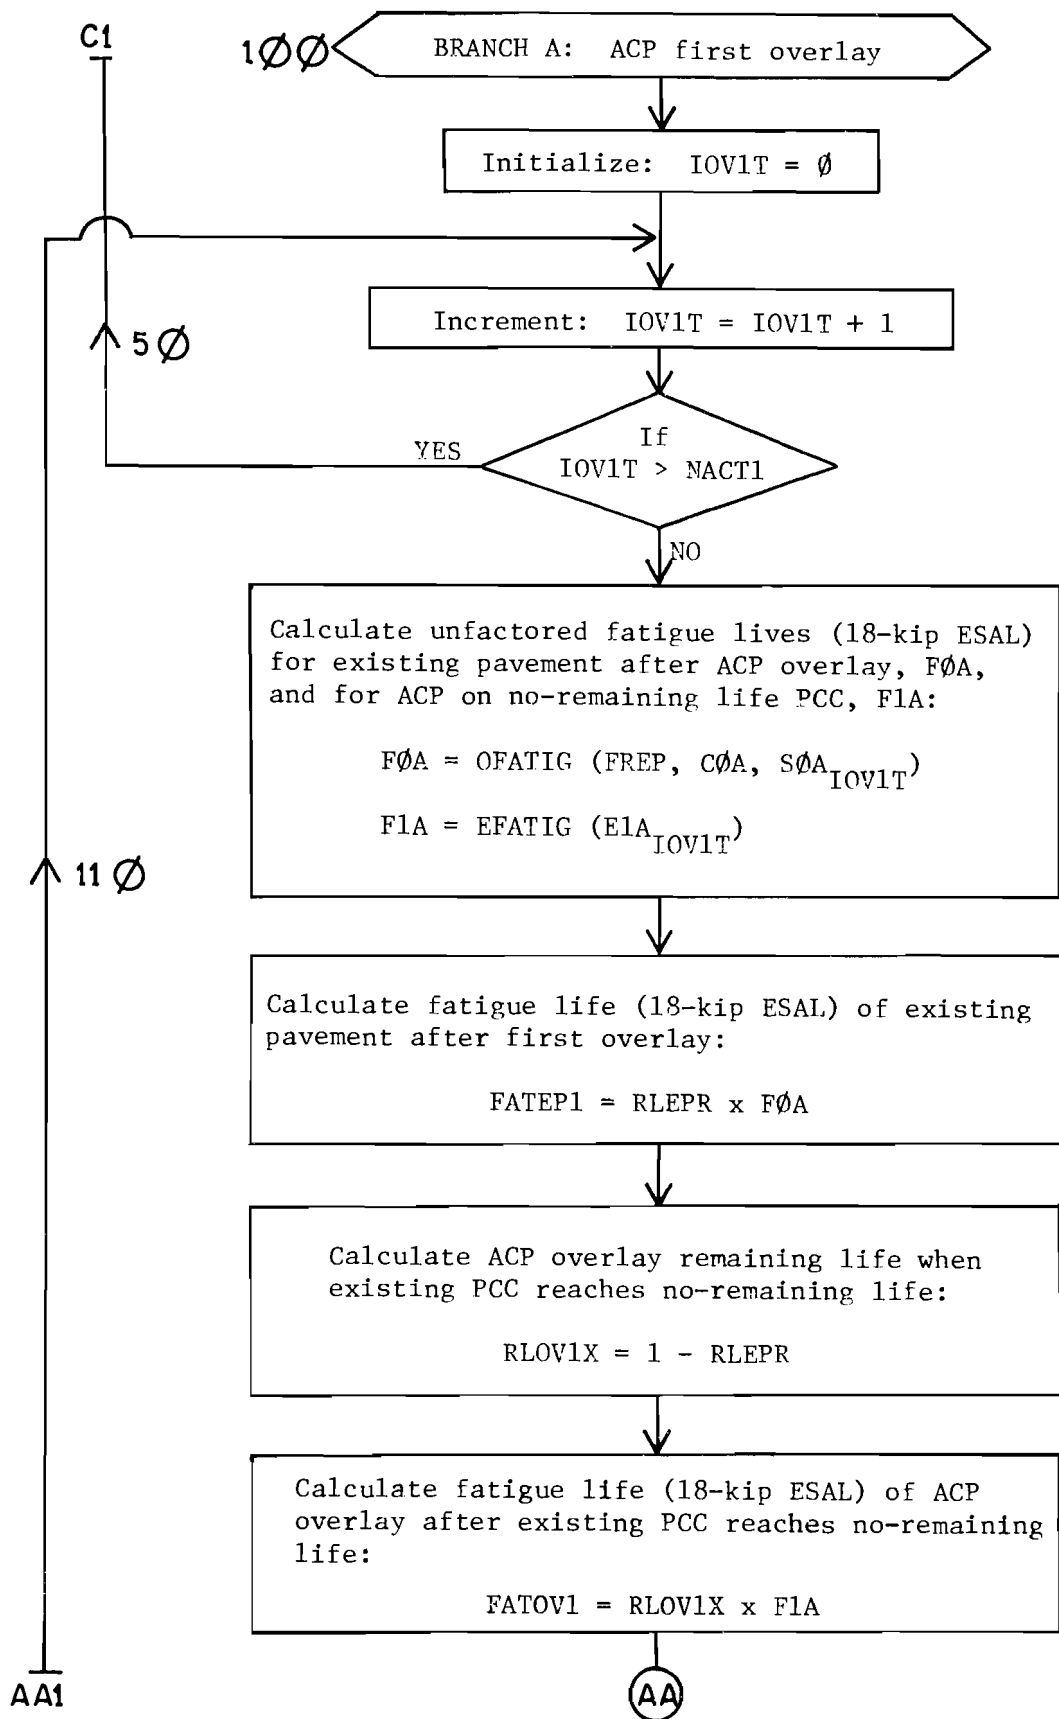 C1
1ØØ
BRANCH A: ACP first overlay
Initialize: IOV1T = Ø
Increment: IOV1T = IOV1T + 1
5Ø
YES
If
IOV1T > NACT1
NO
Calculate unfactored fatigue lives (18-kip ESAL)
for existing pavement after ACP overlay, FØA,
and for ACP on no-remaining life PCC, F1A:
FØA = OFATIG (FREP, CØA, SØA IOV1T)
F1A = EFATIG (E1A IOV1T)
11Ø
Calculate fatigue life (18-kip ESAL) of existing
pavement after first overlay:
FATEP1 = RLEPR x FØA
Calculate ACP overlay remaining life when
existing PCC reaches no-remaining life:
RLOV1X = 1 - RLEPR
Calculate fatigue life (18-kip ESAL) of ACP
overlay after existing PCC reaches no-remaining
life:
FATOV1 = RLOV1X x F1A
AA1
AA